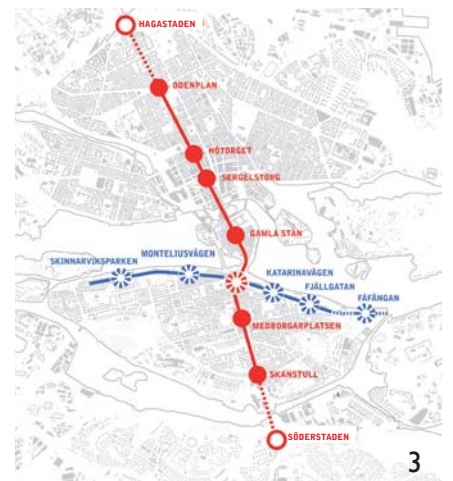 HAGASTADEN
ODENPLAN
HÖTORGET
SERGELSTORG
GAMLA STAN
SKINNARVIKSPARKEN
MONTELIUSVÄGEN
KATARINAVÄGEN
FJÄLLGATAN
FÅFÄNGAN
MEDBORGARPLATSEN
SKANSTULL
SÖDERSTADEN
3